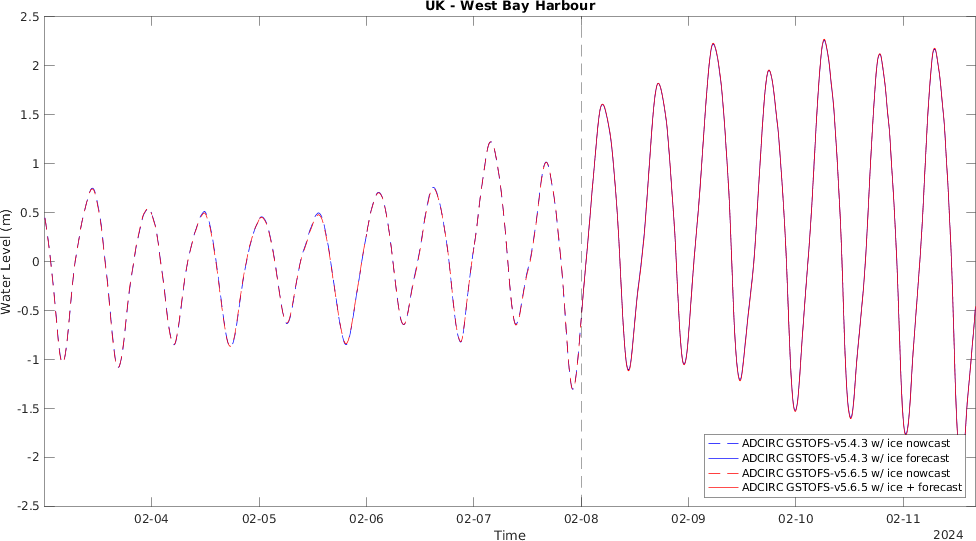 UK - West Bay Harbour
2.5
2
1.5
1
0.5
0
-0.5
-1
-1.5
-2
-2.5
Water Level (m)
02-04 02-05 02-06 02-07 02-08 02-09 02-10 02-11
Time
2024
ADCIRC GSTOFS-v5.4.3 w/ ice nowcast
ADCIRC GSTOFS-v5.4.3 w/ ice forecast
ADCIRC GSTOFS-v5.6.5 w/ ice nowcast
ADCIRC GSTOFS-v5.6.5 w/ ice + forecast